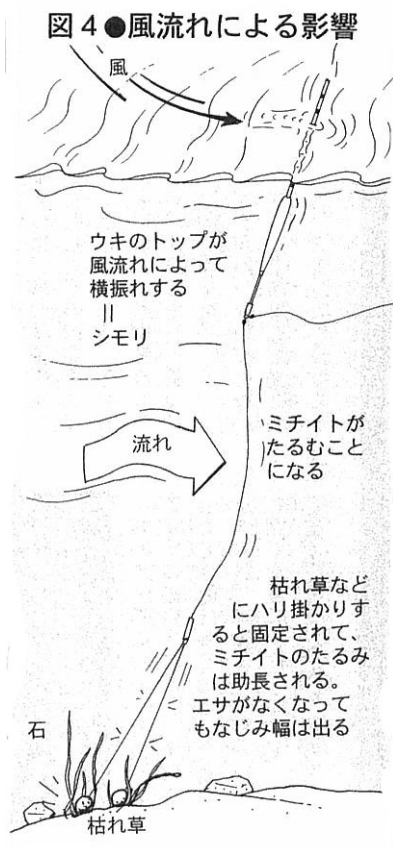 図４●風流れによる影響
風
ウキのトップが
風流れによって
横振れする
||
シモリ
流れ
ミチイトが
たるむこと
になる
枯れ草など
にハリ掛かりす
ると固定されて、
ミチイトのたるみ
は助長される。
エサがなくなって
もなじみ幅は出る
石
枯れ草